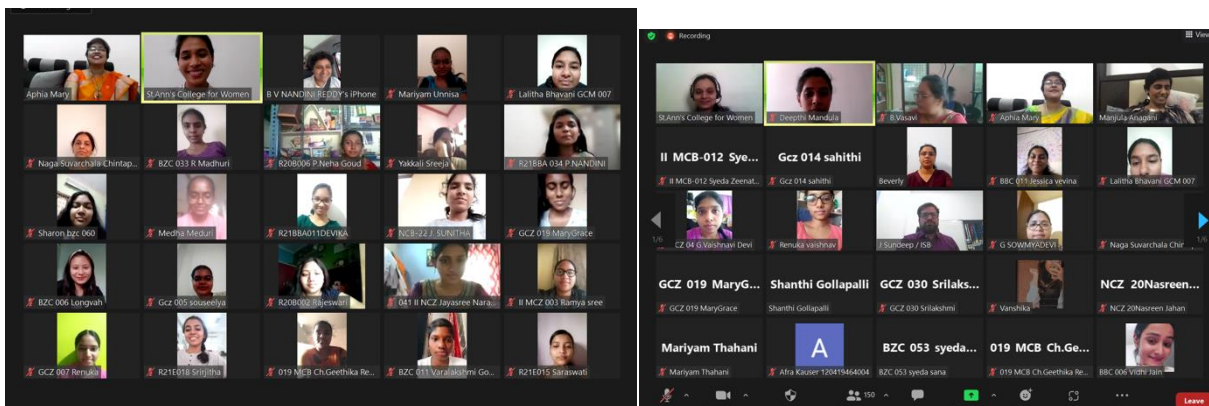 Aphia Mary
St.Ann's College for Women
B V NANDINI REDDY's iPhone
Mariyam Unnisa
Lalitha Bhavani GCM 007
Naga Suvarchala Chintap...
BZC 033 R Madhuri
R20B006 P.Neha Goud
Yakkali Sreeja
R21BBA 034 P.NANDINI
Sharon bzc 060
Medha Meduri
R21BBA011DEVIKA
NCB-22 J. SUNITHA
GCZ 019 MaryGrace
BZC 006 Longvah
Gcz 005 souseelya
R20B002 Rajeswari
041 II NCZ Jayasree Nara...
II MCZ 003 Ramya sree
GCZ 007 Renuka
R21E018 Srirjitha
019 MCB Ch.Geethika Re...
BZC 011 Varalakshmi Go...
R21E015 Saraswati
Recording
View
St.Ann's College for Women
Deepthi Mandula
B.Vasavi
Aphia Mary
Manjula Anagani
II MCB-012 Sye...
Gcz 014 sahithi
II MCB-012 Syeda Zeenat...
Gcz 014 sahithi
Beverly
BBC 011 Jessica vevina
Lalitha Bhavani GCM 007
1/6
CZ 04 G.Vaishnavi Devi
Renuka vaishnav
J Sundeep / ISB
G SOWMYADEVI
Naga Suvarchala Chin
1/6
GCZ 019 MaryG...
Shanthi Gollapalli
GCZ 030 Srilaks...
NCZ 20Nasreen...
GCZ 019 MaryGrace
Shanthi Gollapalli
GCZ 030 Srilakshmi
Vanshika
NCZ 20Nasreen Jahan
Mariyam Thahani
A
BZC 053 syeda...
019 MCB Ch.Ge...
Mariyam Thahani
Afra Kauser 120419464004
BZC 053 syeda sana
019 MCB Ch.Geethika Re...
BBC 006 Vidhi Jain
150
Leave